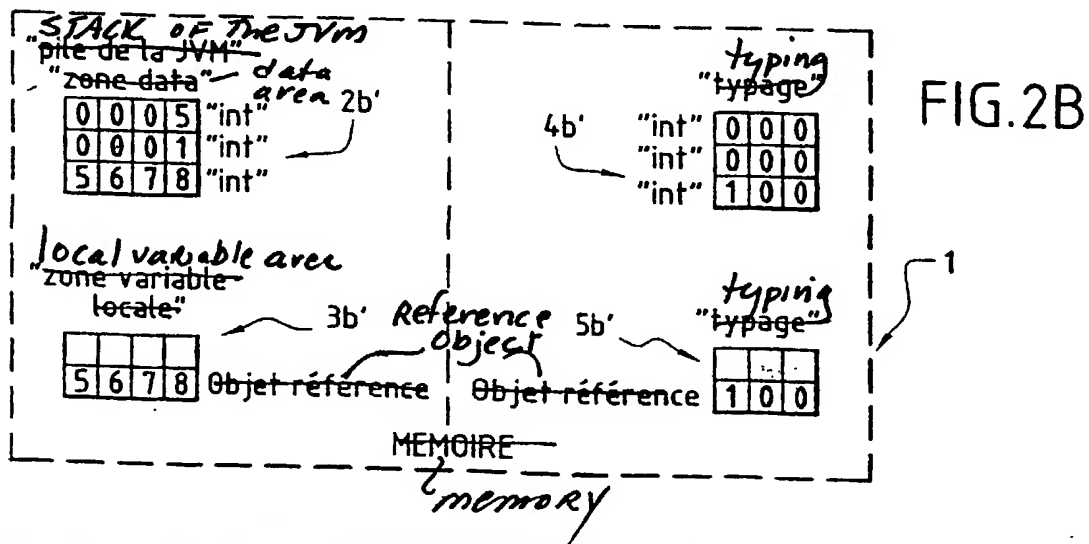 STACK OF The JVM
"pile de la JVM"
"zone data" data area
2b'
0 0 0 5 "int"
0 0 0 1 "int"
5 6 7 8 "int"
typing
"typage"
4b'
"int" 0 0 0
"int" 0 0 0
"int" 1 0 0
FIG.2B
local variable area
"zone variable
locale"
3b'
Reference
Object
5 6 7 8 Objet référence
typing
"typage"
5b'
Objet référence 1 0 0
1
MEMOIRE
memory